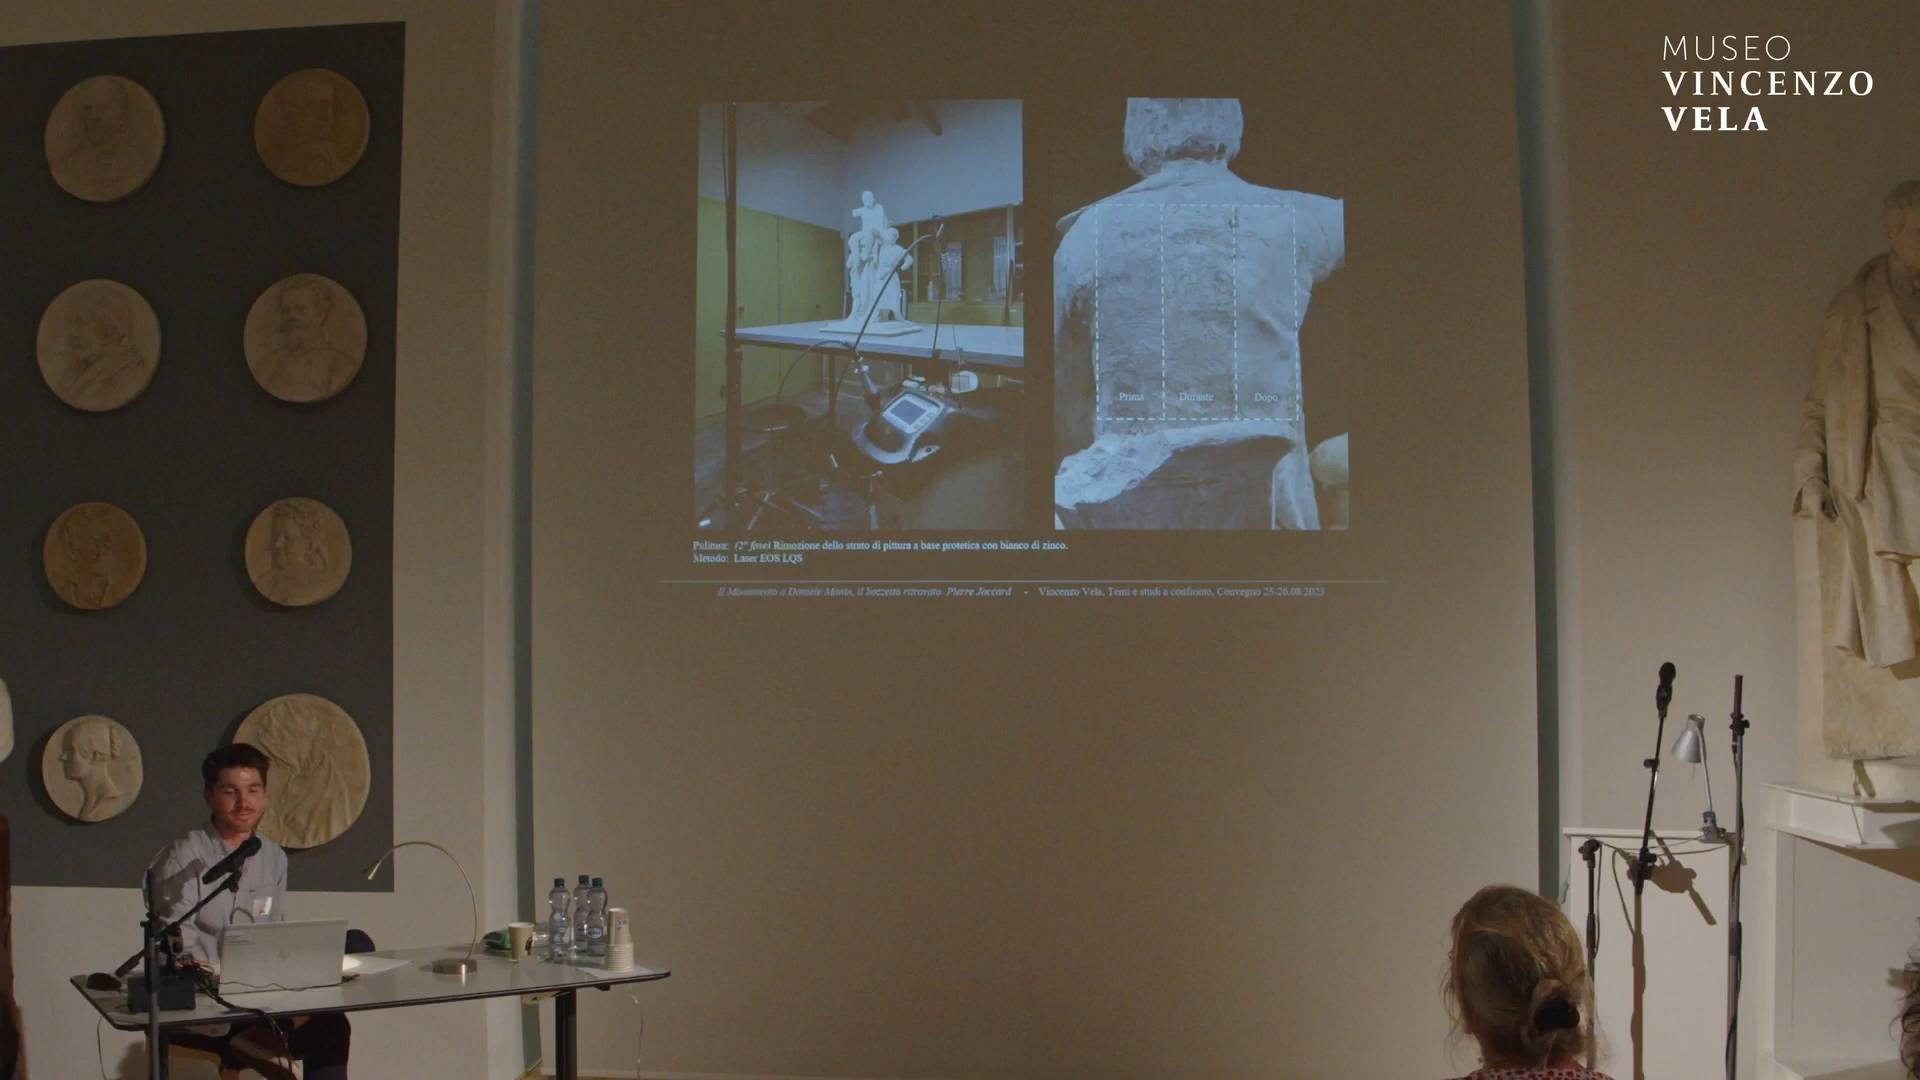 MUSEO
VINCENZO
VELA
Prima
Durante
Dopo
Pulitura: (2° fase) Rimozione dello strato di pittura a base protetica con bianco di zinco.
Metodo: Laser EOS LQS
Il Monumento a Daniele Manin, il bozzetto ritrovato. Pierre Jaccard - Vincenzo Vela. Temi e studi a confronto, Convegno 25-26.08.2023